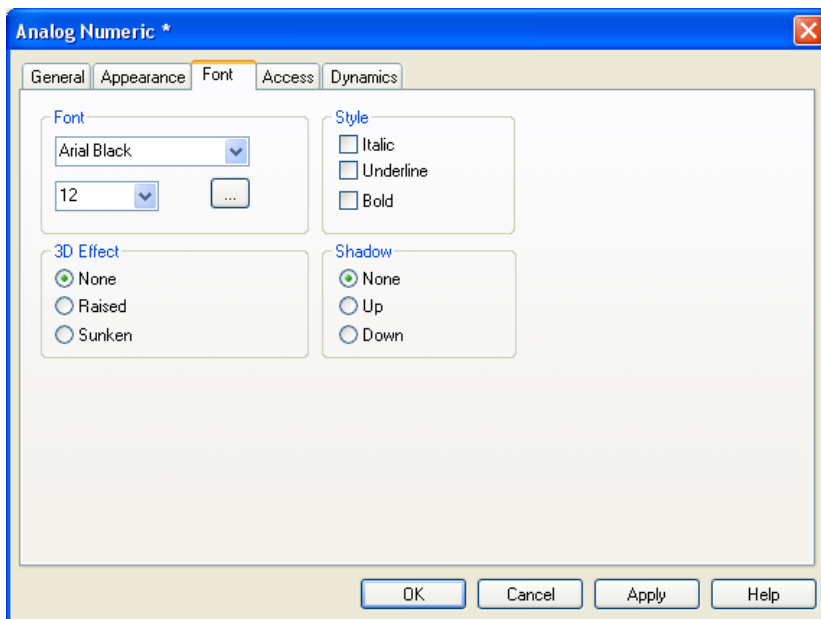 Analog Numeric *
General Appearance Font Access Dynamics
Font
Arial Black
12
...
Style
Italic
Underline
Bold
3D Effect
None
Raised
Sunken
Shadow
None
Up
Down
OK Cancel Apply Help